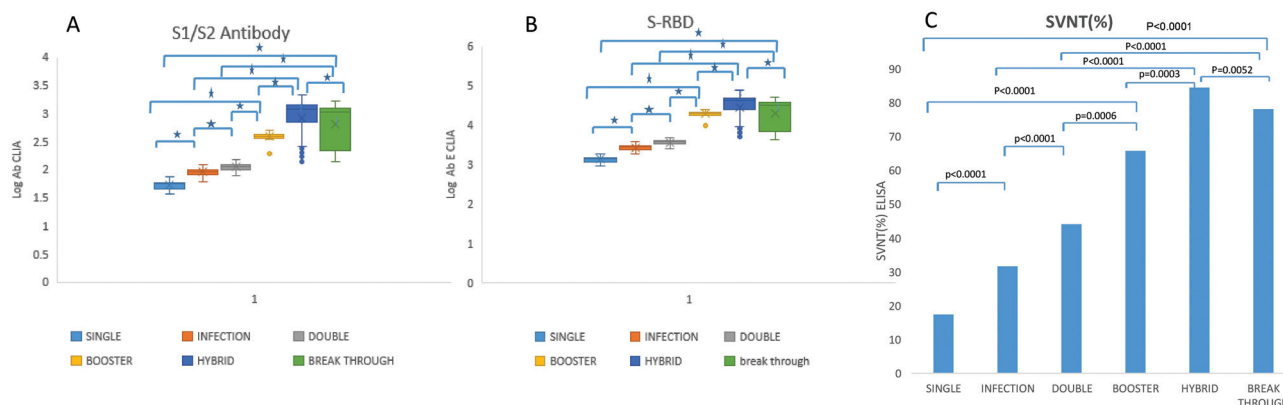 A
S1/S2 Antibody
Log Ab CLIA
4
3.5
3
2.5
2
1.5
1
0.5
0
1
SINGLE INFECTION DOUBLE
BOOSTER HYBRID BREAK THROUGH
B
S-RBD
Log Ab E CLIA
6
5
4
3
2
1
0
1
SINGLE INFECTION DOUBLE
BOOSTER HYBRID break through
C
SVNT(%)
SVNT(%) ELISA
P<0.0001
P<0.0001
P<0.0001
p=0.0003 P=0.0052
P<0.0001
p=0.0006
p<0.0001
p<0.0001
90
80
70
60
50
40
30
20
10
00
SINGLE INFECTION DOUBLE BOOSTER HYBRID BREAK
THROUGH